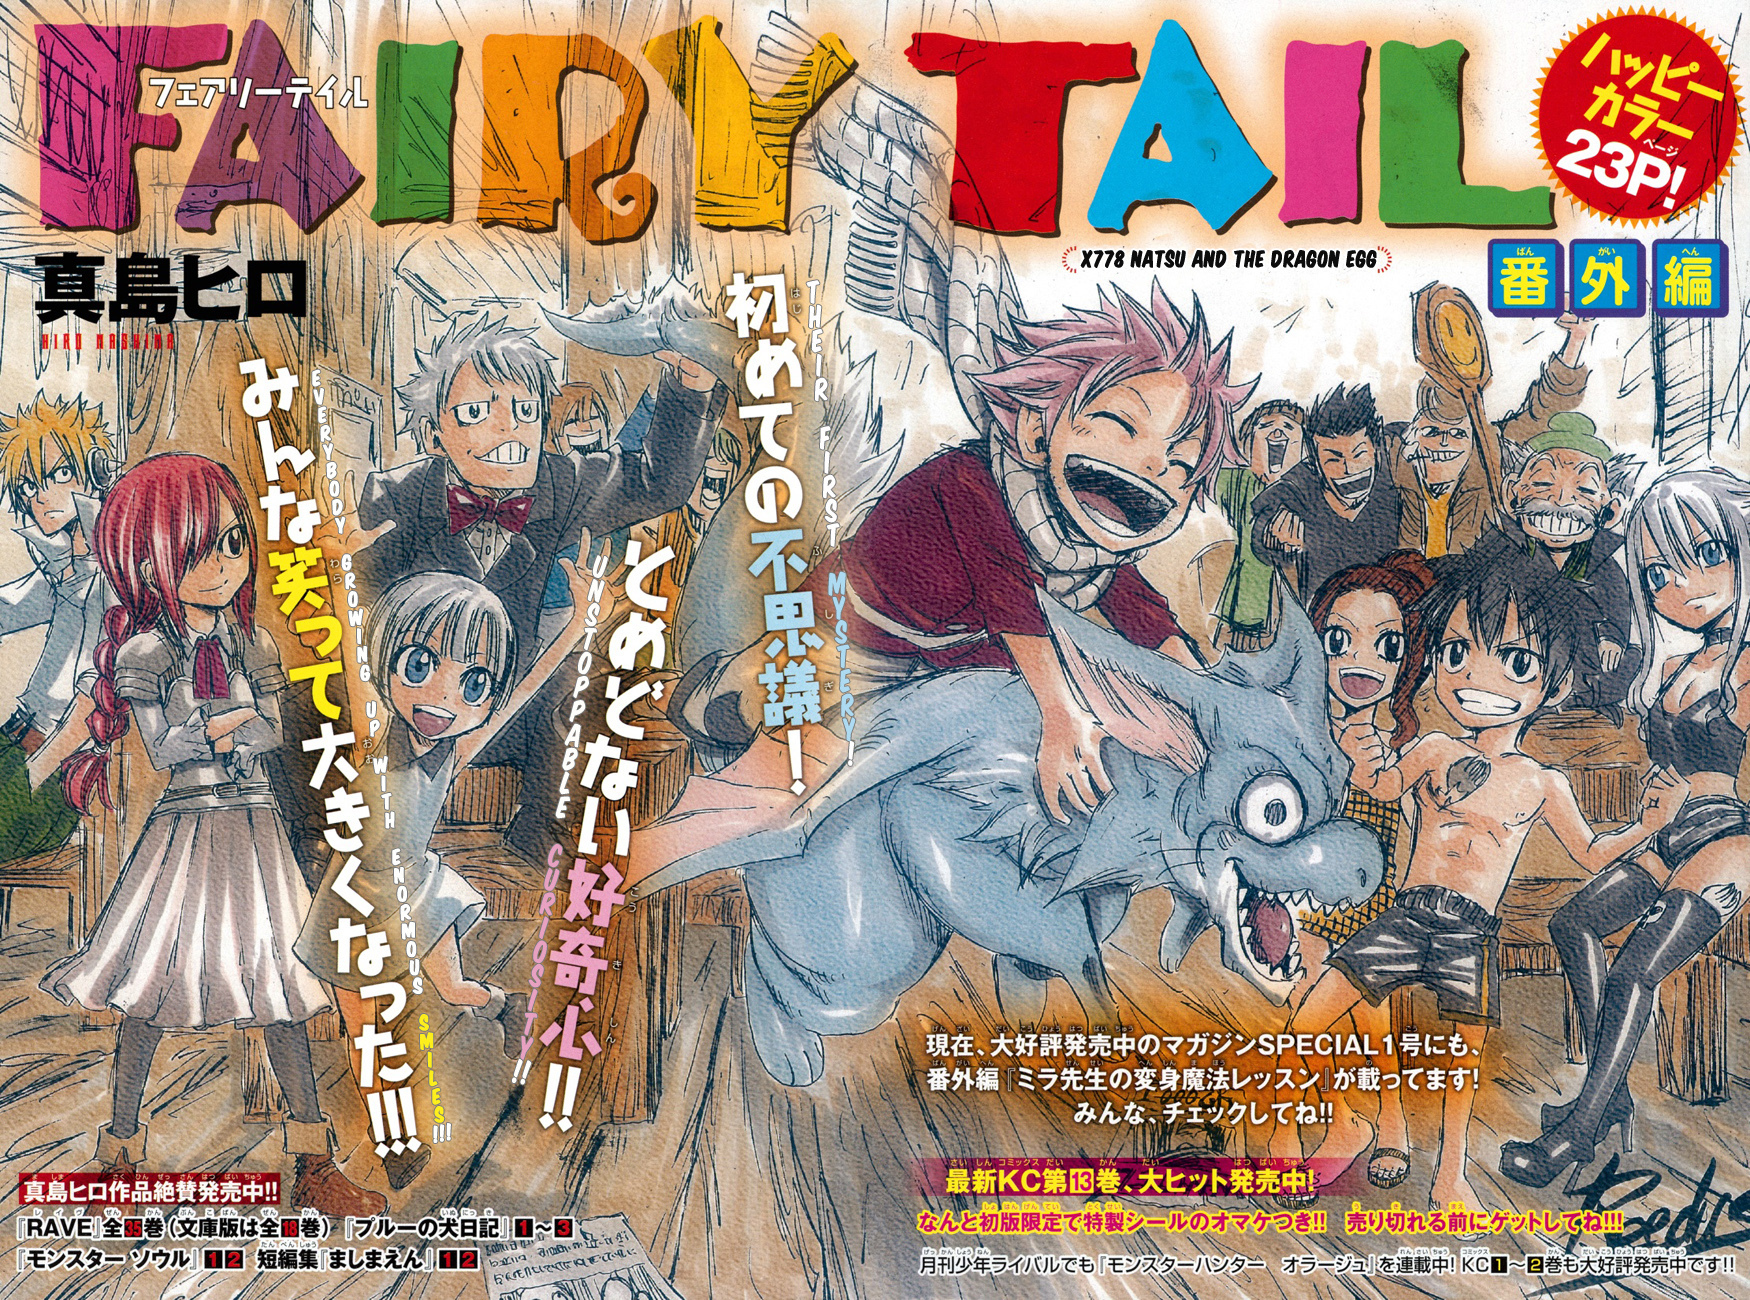 FAIRY TAIL
フェアリーテイル
ハッピー
カラー
23ページP!
X778 NATSU AND THE DRAGON EGG
番外編
真島ヒロ
HIRO MASHIMA
初めての不思議!
THEIR FIRST MYSTERY!
とめどない好奇心!!
UNSTOPPABLE CURIOSITY!!
みんな笑って大きくなった!!!
EVERYBODY GROWING UP WITH ENORMOUS SMILES!!!
現在、大好評発売中のマガジンSPECIAL1号にも、
番外編『ミラ先生の変身魔法レッスン』が載ってます!
みんな、チェックしてね!!
最新KC第13巻、大ヒット発売中!
なんと初版限定で特製シールのオマケつき!! 売り切れる前にゲットしてね!!!
月刊少年ライバルでも『モンスターハンター オラージュ』を連載中! KC1〜2巻も大好評発売中です!!
真島ヒロ作品絶賛発売中!!
『RAVE』全35巻(文庫版は全18巻) 『プルーの犬日記』1〜3
『モンスター ソウル』12 短編集『ましまえん』12